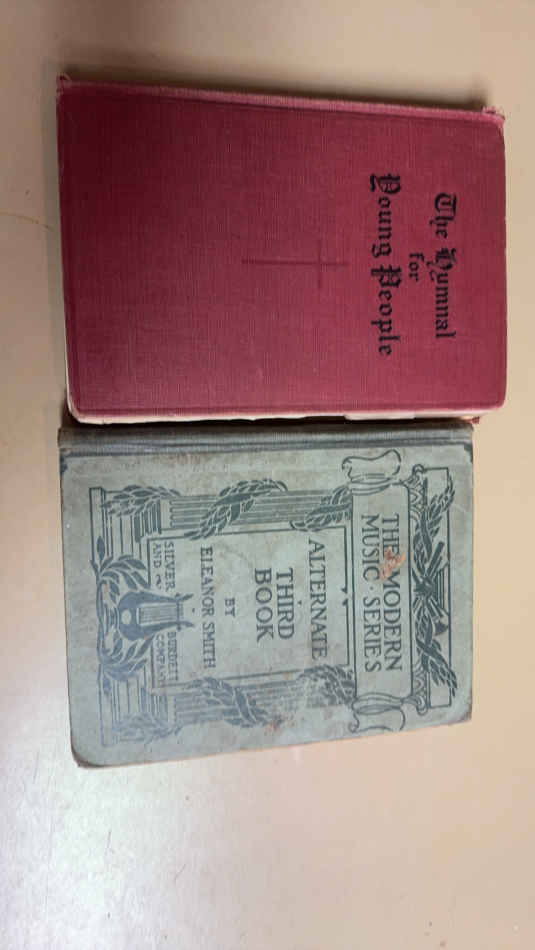 The Hymnal
for
Young People
THE MODERN
MUSIC · SERIES
ALTERNATE
THIRD
BOOK
BY
ELEANOR SMITH
SILVER, BURDETT
AND COMPANY